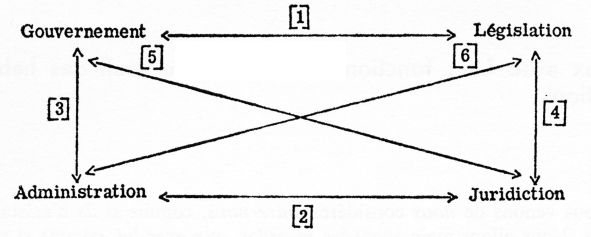 [1]
Gouvernement Législation
[5] [6]
[3] [4]
Administration Juridiction
[2]